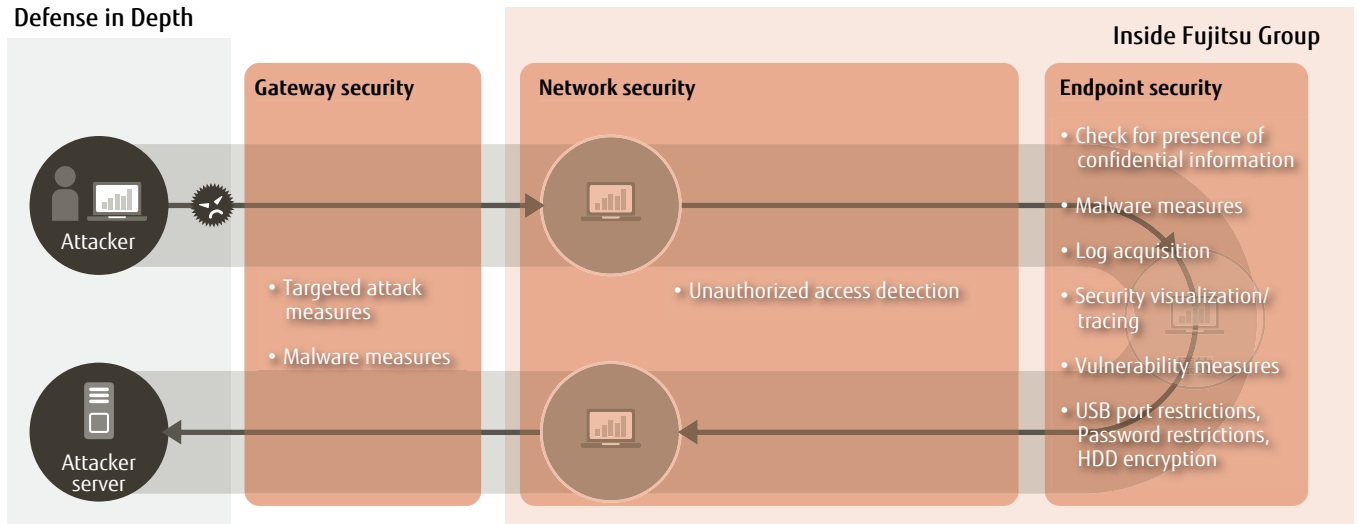 Defense in Depth
Inside Fujitsu Group
Gateway security
Network security
Endpoint security
Attacker
• Targeted attack
measures
• Malware measures
• Unauthorized access detection
• Check for presence of
confidential information
• Malware measures
• Log acquisition
• Security visualization/
tracing
• Vulnerability measures
• USB port restrictions,
Password restrictions,
HDD encryption
Attacker
server